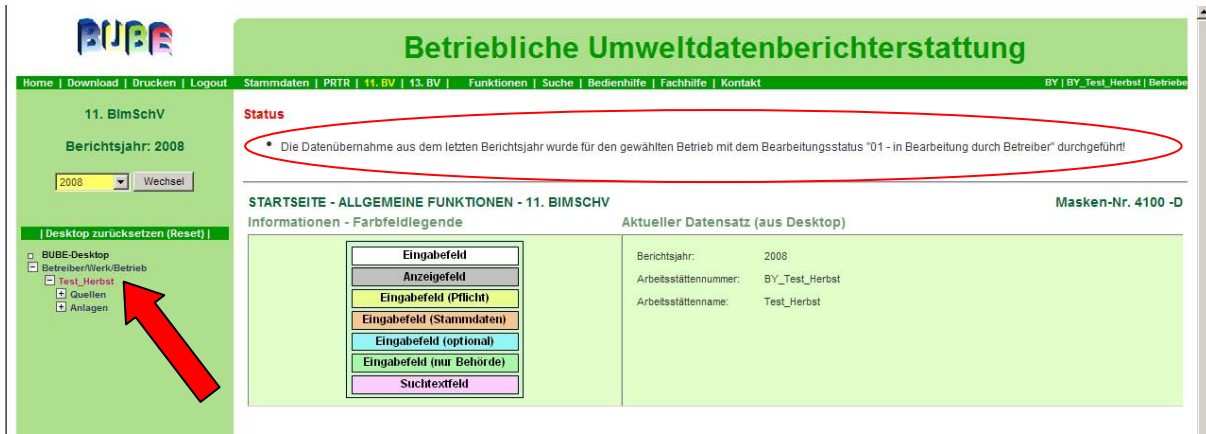 BUBE
Betriebliche Umweltdatenberichterstattung
Home | Download | Drucken | Logout
Stammdaten | PRTR | 11. BV | 13. BV | Funktionen | Suche | Bedienhilfe | Fachhilfe | Kontakt
BY | BY_Test_Herbst | Betriebe
11. BImSchV
Berichtsjahr: 2008
2008 Wechsel
| Desktop zurücksetzen (Reset) |
BUBE-Desktop
Betreiber/Werk/Betrieb
Test_Herbst
Quellen
Anlagen
Status
• Die Datenübernahme aus dem letzten Berichtsjahr wurde für den gewählten Betrieb mit dem Bearbeitungsstatus "01 - in Bearbeitung durch Betreiber" durchgeführt!
STARTSEITE - ALLGEMEINE FUNKTIONEN - 11. BIMSCHV
Masken-Nr. 4100 -D
Informationen - Farbfeldlegende
Eingabefeld
Anzeigefeld
Eingabefeld (Pflicht)
Eingabefeld (Stammdaten)
Eingabefeld (optional)
Eingabefeld (nur Behörde)
Suchtextfeld
Aktueller Datensatz (aus Desktop)
Berichtsjahr: 2008
Arbeitsstättennummer: BY_Test_Herbst
Arbeitsstättenname: Test_Herbst